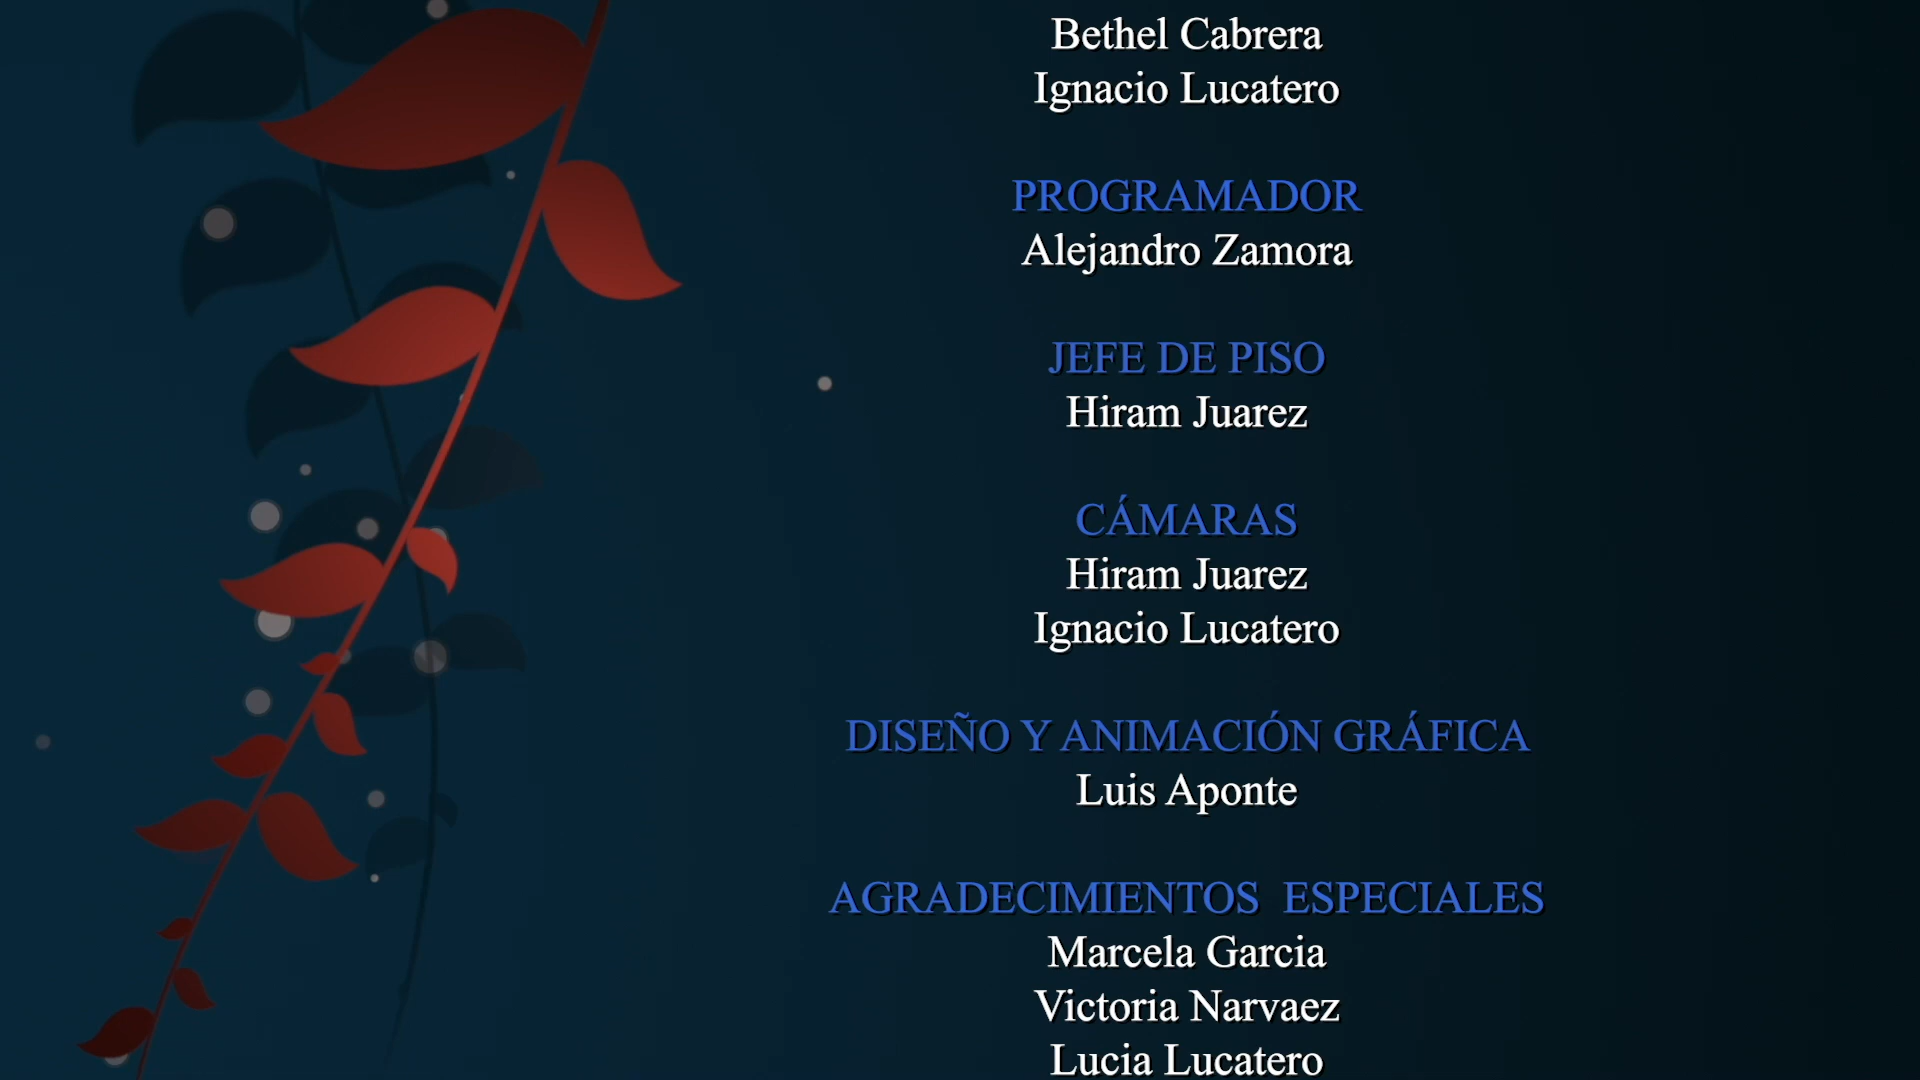 Bethel Cabrera
Ignacio Lucatero
PROGRAMADOR
Alejandro Zamora
JEFE DE PISO
Hiram Juarez
CÁMARAS
Hiram Juarez
Ignacio Lucatero
DISEÑO Y ANIMACIÓN GRÁFICA
Luis Aponte
AGRADECIMIENTOS ESPECIALES
Marcela Garcia
Victoria Narvaez
Lucia Lucatero